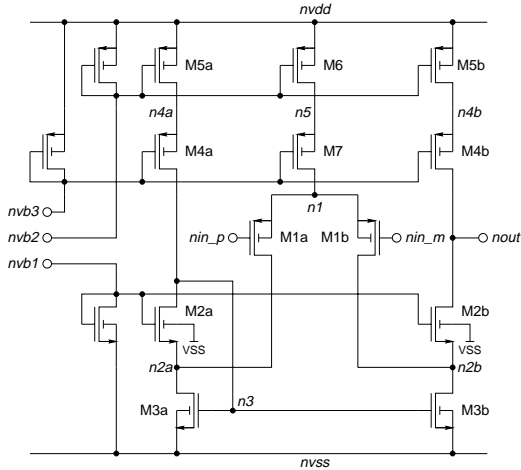 nvdd
M5a M6 M5b
n4a n5 n4b
M4a M7 M4b
nvb3
n1
nvb2 nin_p M1a M1b nin_m nout
nvb1
M2a M2b
VSS VSS
n2a n2b
n3
M3a M3b
nvss